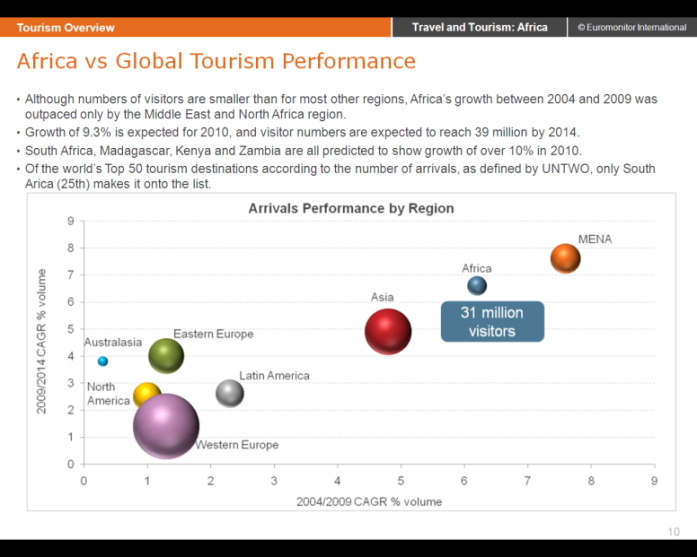 Tourism Overview
Travel and Tourism: Africa
© Euromonitor International
Africa vs Global Tourism Performance
• Although numbers of visitors are smaller than for most other regions, Africa's growth between 2004 and 2009 was
outpaced only by the Middle East and North Africa region.
• Growth of 9.3% is expected for 2010, and visitor numbers are expected to reach 39 million by 2014.
• South Africa, Madagascar, Kenya and Zambia are all predicted to show growth of over 10% in 2010.
• Of the world's Top 50 tourism destinations according to the number of arrivals, as defined by UNTWO, only South
Arica (25th) makes it onto the list.
Arrivals Performance by Region
2009/2014 CAGR % volume
9
8
7
6
5
4
3
2
1
0
MENA
Africa
31 million
visitors
Asia
Eastern Europe
Australasia
Latin America
North
America
Western Europe
0 1 2 3 4 5 6 7 8 9
2004/2009 CAGR % volume
10